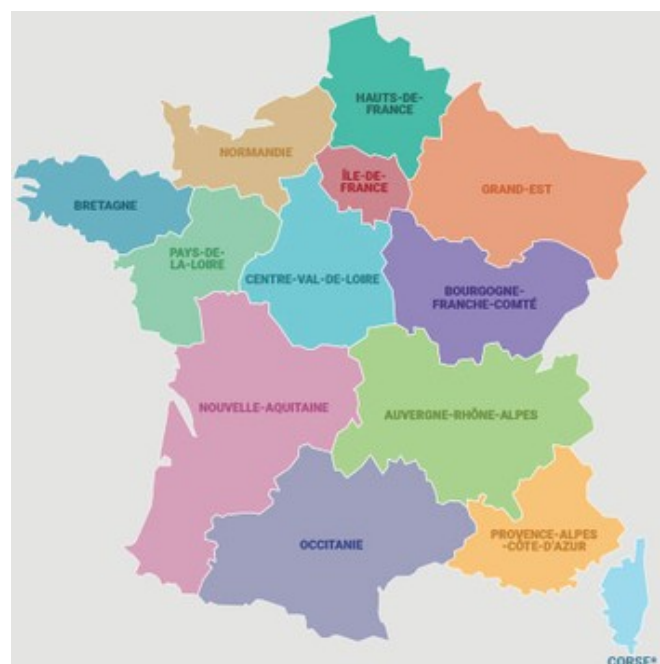 HAUTS-DE-
FRANCE
NORMANDIE
ÎLE-DE-
FRANCE
GRAND-EST
BRETAGNE
PAYS-DE-
LA-LOIRE
CENTRE-VAL-DE-LOIRE
BOURGOGNE-
FRANCHE-COMTÉ
NOUVELLE-AQUITAINE
AUVERGNE-RHÔNE-ALPES
OCCITANIE
PROVENCE-ALPES
-CÔTE-D'AZUR
CORSE*